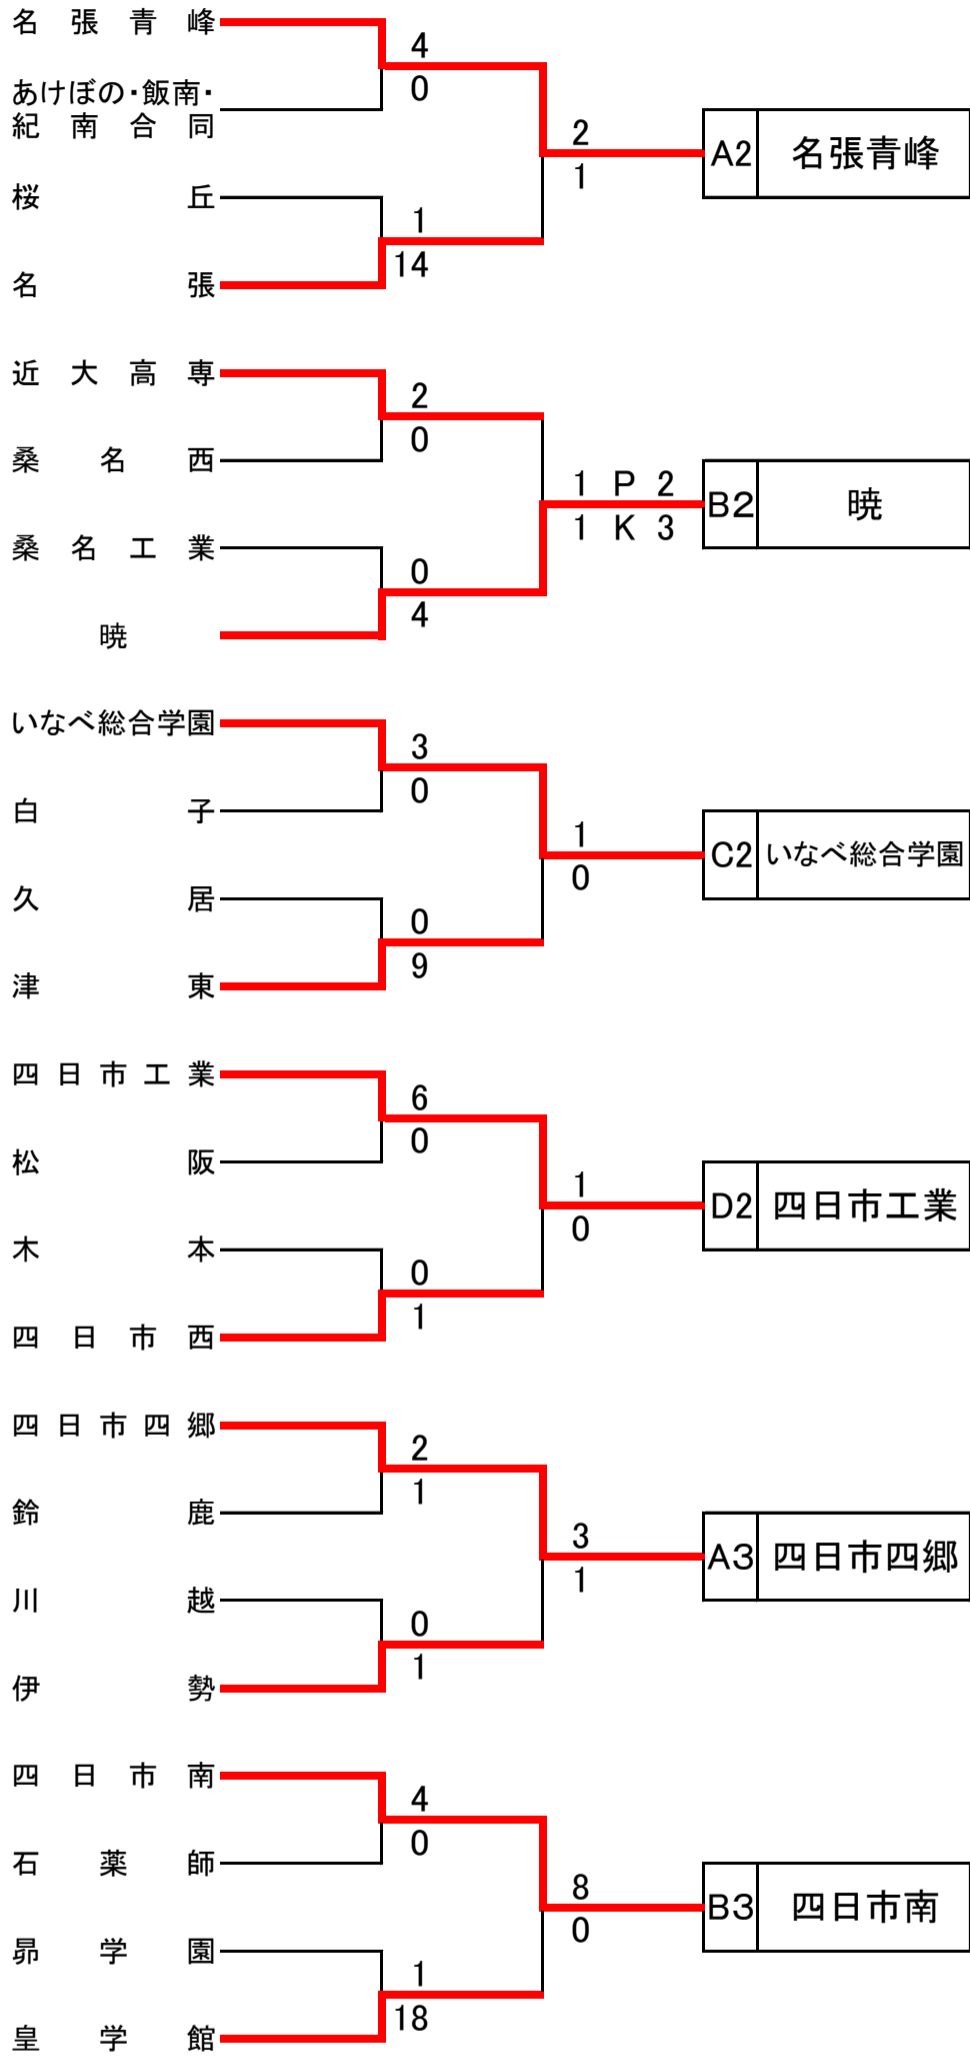 名張青峰
4
0
あけぼの・飯南・
紀南合同
2
1
A2 名張青峰
桜丘
1
14
名張
近大高専
2
0
桑名西
1 P 2
1 K 3
B2 暁
桑名工業
0
4
暁
いなべ総合学園
3
0
白子
1
0
C2 いなべ総合学園
久居
0
9
津東
四日市工業
6
0
松阪
1
0
D2 四日市工業
木本
0
1
四日市西
四日市四郷
2
1
鈴鹿
3
1
A3 四日市四郷
川越
0
1
伊勢
四日市南
4
0
石薬師
8
0
B3 四日市南
昴学園
1
18
皇学館